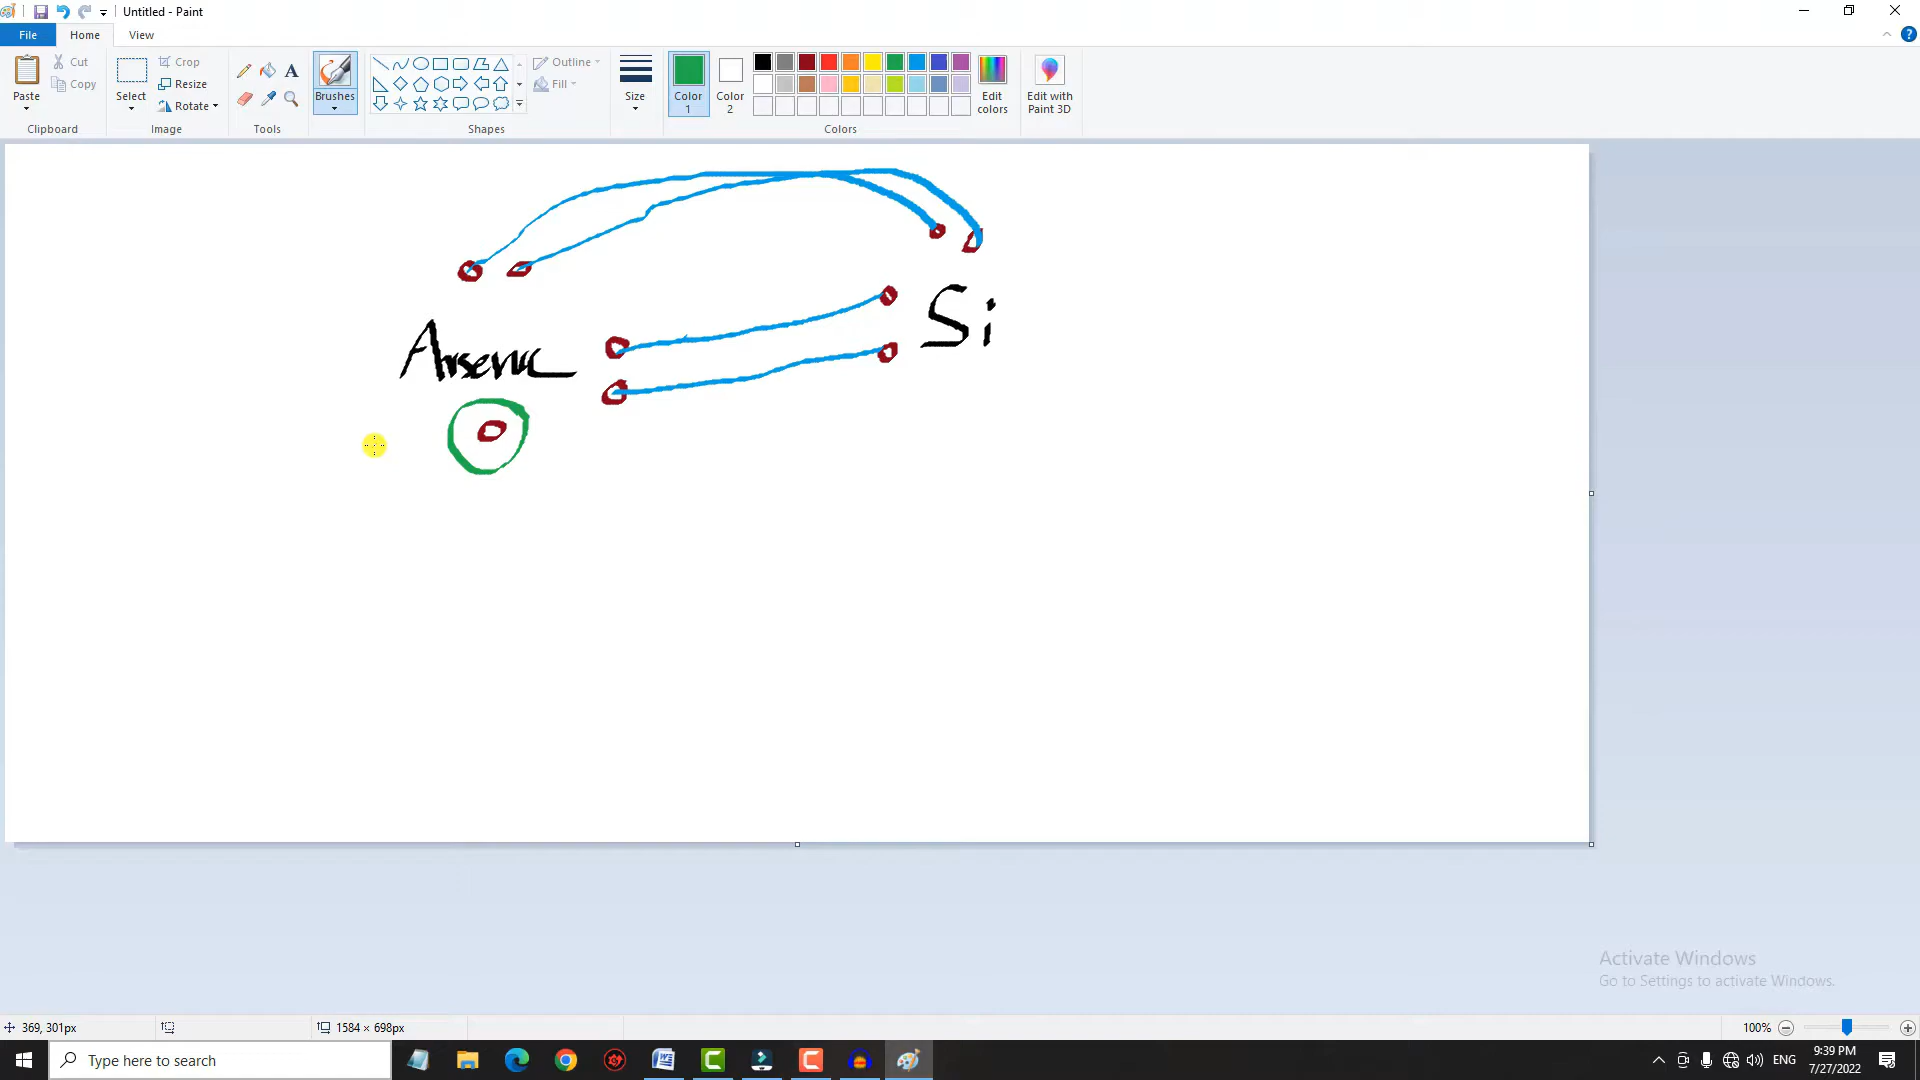 Untitled - Paint
File Home View
Paste
Cut
Copy
Clipboard
Select
Crop
Resize
Rotate
Image
Tools
Brushes
Shapes
Outline
Fill
Size
Color 1
Color 2
Colors
Edit colors
Edit with Paint 3D
Si
Activate Windows
Go to Settings to activate Windows.
369, 301px
1584 × 698px
100%
Type here to search
ENG
9:39 PM
7/27/2022